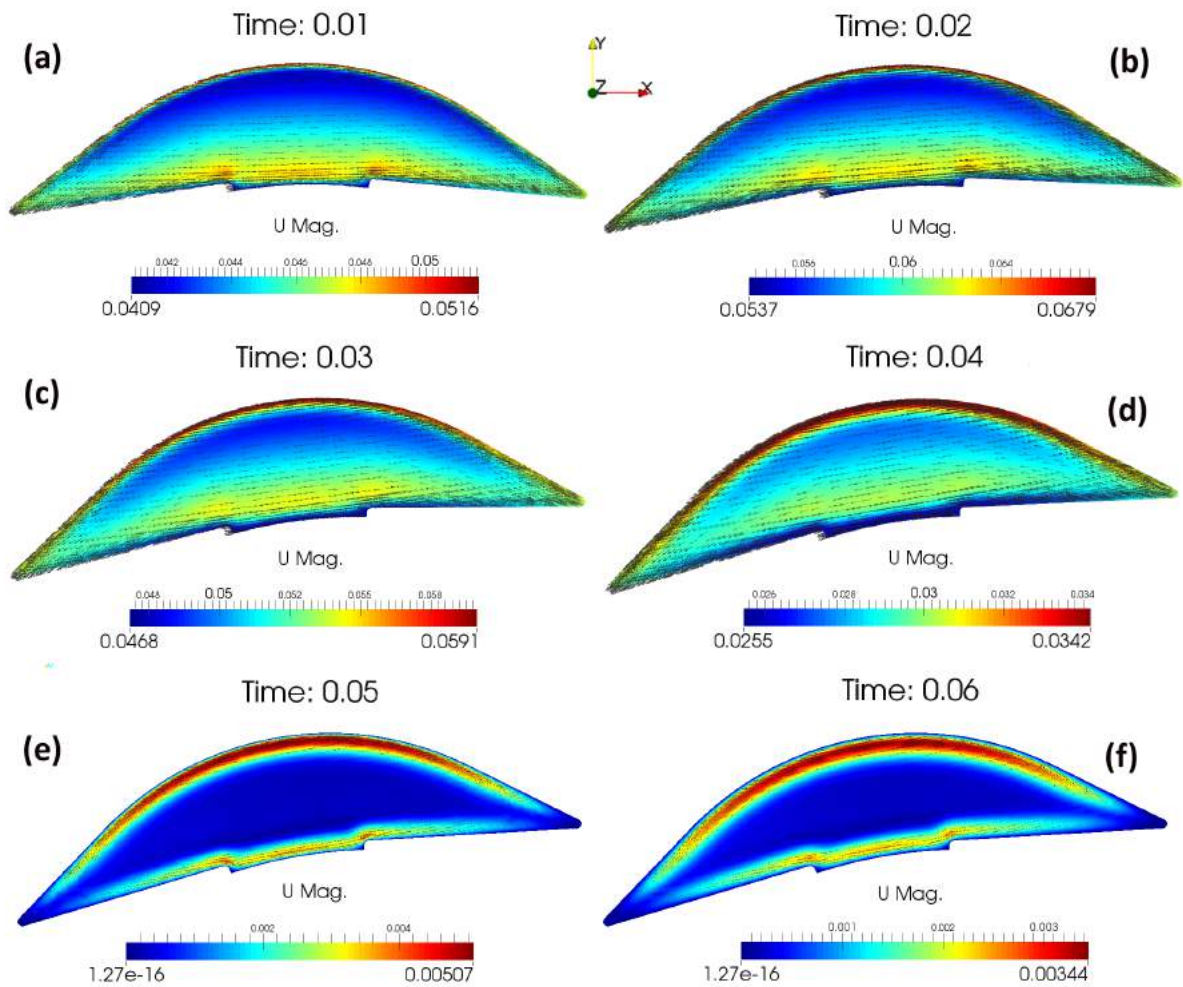 Time: 0.01
Time: 0.02
(a)
(b)
Y
Z X
U Mag.
U Mag.
0.042 0.044 0.046 0.048 0.05
0.056 0.06 0.064
0.0409 0.0516
0.0537 0.0679
Time: 0.03
Time: 0.04
(c)
(d)
U Mag.
U Mag.
0.048 0.05 0.052 0.055 0.058
0.026 0.028 0.03 0.032 0.034
0.0468 0.0591
0.0255 0.0342
Time: 0.05
Time: 0.06
(e)
(f)
U Mag.
U Mag.
0.002 0.004
0.001 0.002 0.003
1.27e-16 0.00507
1.27e-16 0.00344